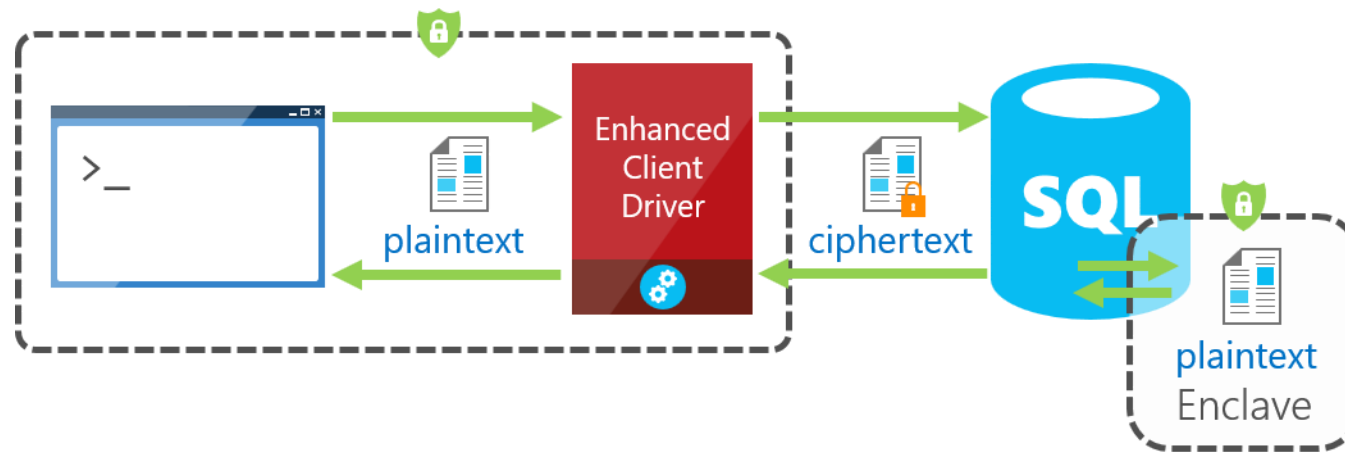 >_
plaintext
Enhanced
Client
Driver
ciphertext
SQL
plaintext
Enclave